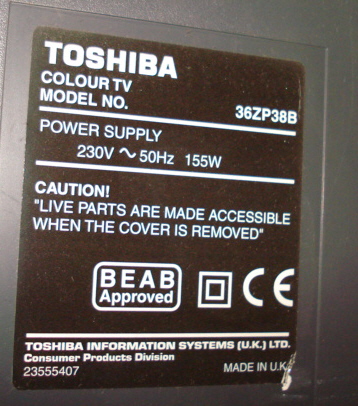 TOSHIBA
COLOUR TV
MODEL NO. 36ZP38B
POWER SUPPLY
230V ~ 50Hz 155W
CAUTION!
"LIVE PARTS ARE MADE ACCESSIBLE
WHEN THE COVER IS REMOVED"
BEAB
Approved
CE
TOSHIBA INFORMATION SYSTEMS (U.K.) LTD.
Consumer Products Division
23555407 MADE IN U.K